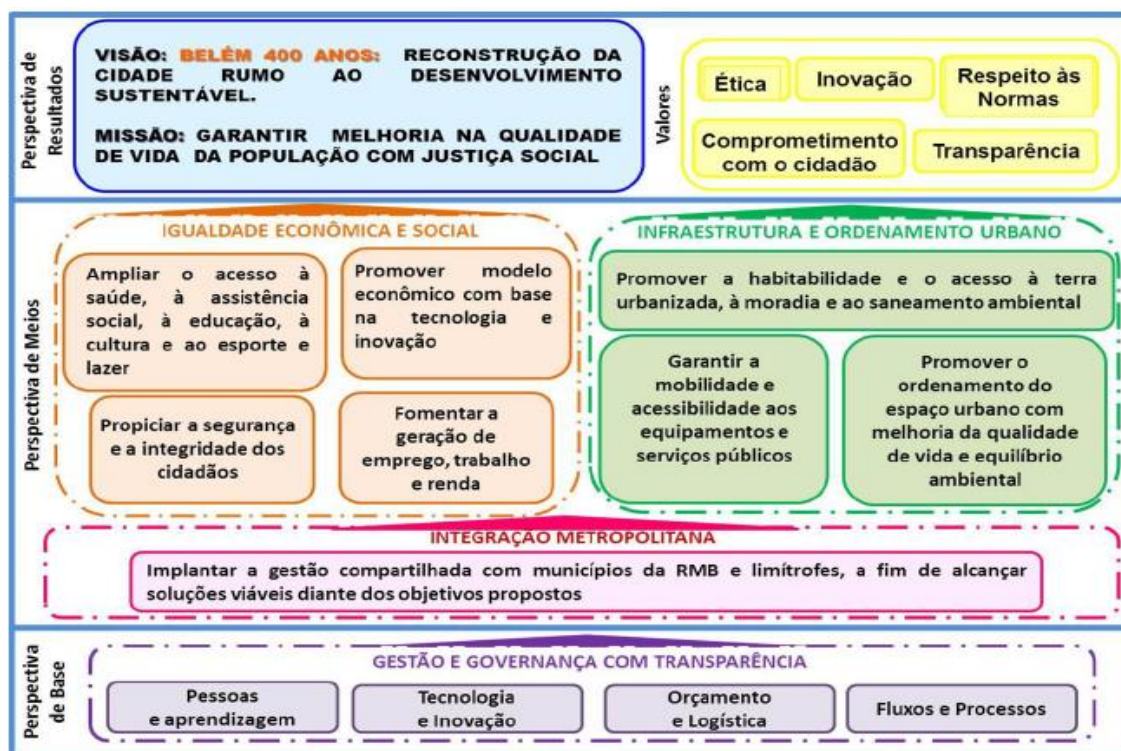 Perspectiva de
Resultados
VISÃO: BELÉM 400 ANOS: RECONSTRUÇÃO DA
CIDADE RUMO AO DESENVOLVIMENTO
SUSTENTÁVEL.
MISSÃO: GARANTIR MELHORIA NA QUALIDADE
DE VIDA DA POPULAÇÃO COM JUSTIÇA SOCIAL
Valores
Ética
Inovação
Respeito às
Normas
Comprometimento
com o cidadão
Transparência
Perspectiva de Meios
IGUALDADE ECONÔMICA E SOCIAL
Ampliar o acesso à
saúde, à assistência
social, à educação, à
cultura e ao esporte e
lazer
Promover modelo
econômico com base
na tecnologia e
inovação
Propiciar a segurança
e a integridade dos
cidadãos
Fomentar a
geração de
emprego, trabalho
e renda
INFRAESTRUTURA E ORDENAMENTO URBANO
Promover a habitabilidade e o acesso à terra
urbanizada, à moradia e ao saneamento ambiental
Garantir a
mobilidade e
acessibilidade aos
equipamentos e
serviços públicos
Promover o
ordenamento do
espaço urbano com
melhoria da qualidade
de vida e equilíbrio
ambiental
INTEGRAÇÃO METROPOLITANA
Implantar a gestão compartilhada com municípios da RMB e limítrofes, a fim de alcançar
soluções viáveis diante dos objetivos propostos
Perspectiva
de Base
GESTÃO E GOVERNANÇA COM TRANSPARÊNCIA
Pessoas
e aprendizagem
Tecnologia
e Inovação
Orçamento
e Logística
Fluxos e Processos